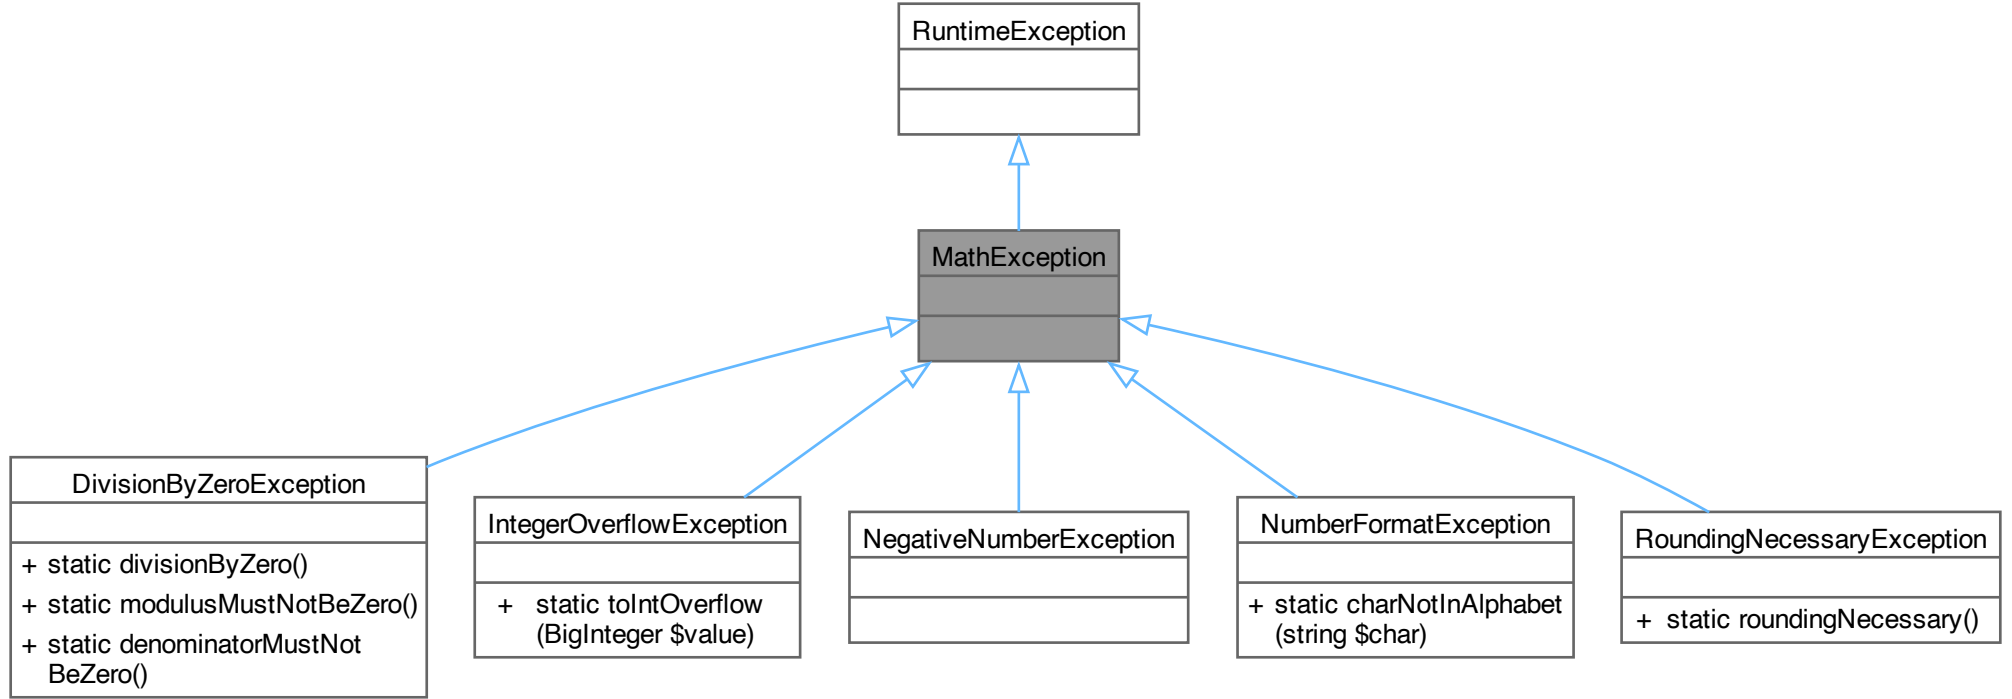 RuntimeException
MathException
DivisionByZeroException
+ static divisionByZero()
+ static modulusMustNotBeZero()
+ static denominatorMustNot
BeZero()
IntegerOverflowException
+ static toIntOverflow
(BigInteger $value)
NegativeNumberException
NumberFormatException
+ static charNotInAlphabet
(string $char)
RoundingNecessaryException
+ static roundingNecessary()